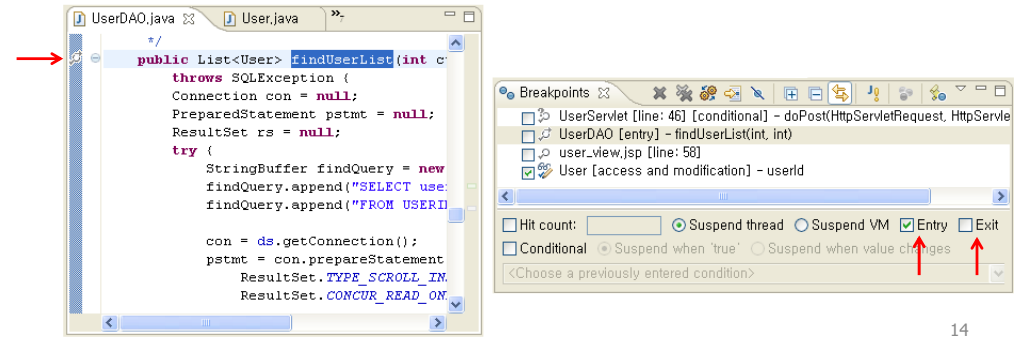 UserDAO.java
User.java
*/
public List<User> findUserList(int c
throws SQLException {
Connection con = null;
PreparedStatement pstmt = null;
ResultSet rs = null;
try {
StringBuffer findQuery = new
findQuery.append("SELECT use
findQuery.append("FROM USERI
con = ds.getConnection();
pstmt = con.prepareStatement
ResultSet.TYPE_SCROLL_IN
ResultSet.CONCUR_READ_ON
Breakpoints
UserServlet [line: 46] [conditional] - doPost(HttpServletRequest, HttpServle
UserDAO [entry] - findUserList(int, int)
user_view.jsp [line: 58]
User [access and modification] - userId
Hit count: Suspend thread Suspend VM Entry Exit
Conditional Suspend when 'true' Suspend when value changes
<Choose a previously entered condition>
14